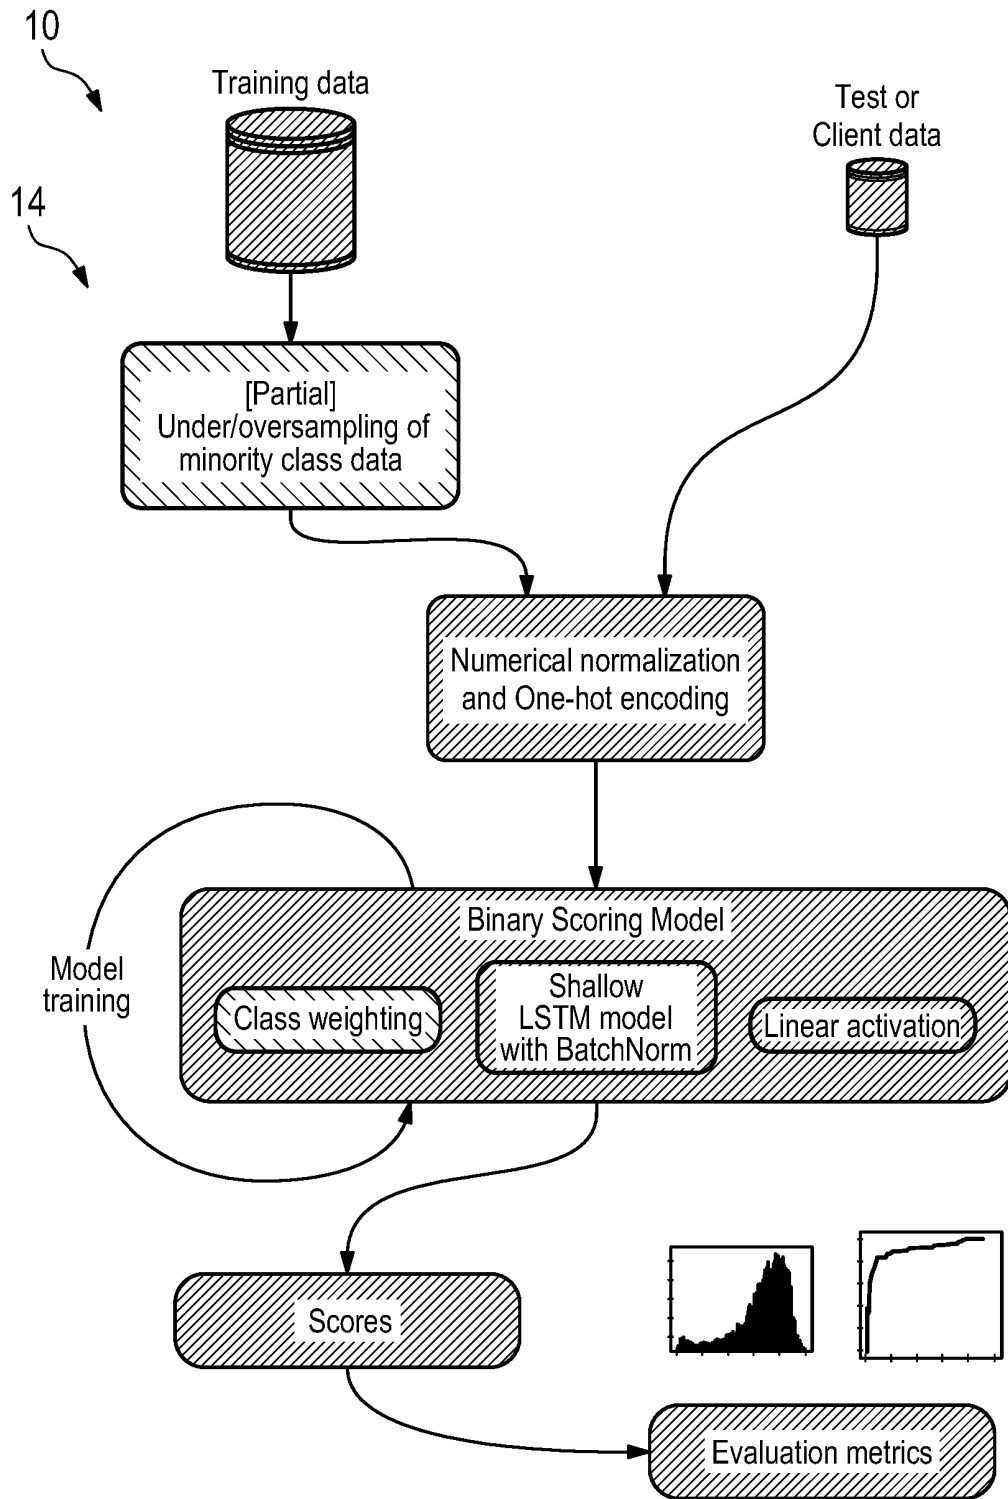 10
Training data
Test or
Client data
14
[Partial]
Under/oversampling of
minority class data
Numerical normalization
and One-hot encoding
Binary Scoring Model
Model
training
Class weighting
Shallow
LSTM model
with BatchNorm
Linear activation
Scores
Evaluation metrics